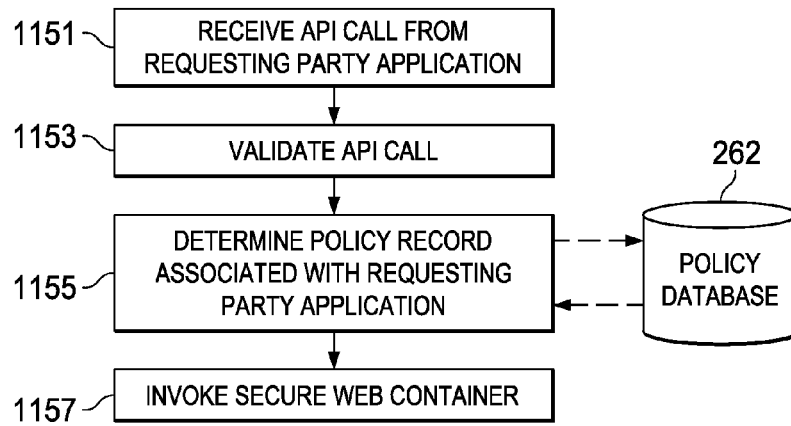 1151
RECEIVE API CALL FROM
REQUESTING PARTY APPLICATION
1153
VALIDATE API CALL
262
1155
DETERMINE POLICY RECORD
ASSOCIATED WITH REQUESTING
PARTY APPLICATION
POLICY
DATABASE
1157
INVOKE SECURE WEB CONTAINER